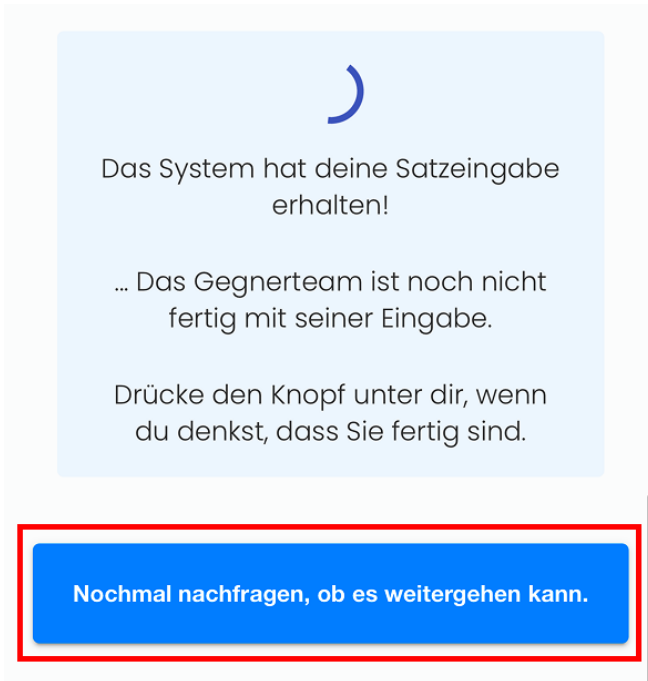 Das System hat deine Satzeingabe
erhalten!
... Das Gegnerteam ist noch nicht
fertig mit seiner Eingabe.
Drücke den Knopf unter dir, wenn
du denkst, dass Sie fertig sind.
Nochmal nachfragen, ob es weitergehen kann.